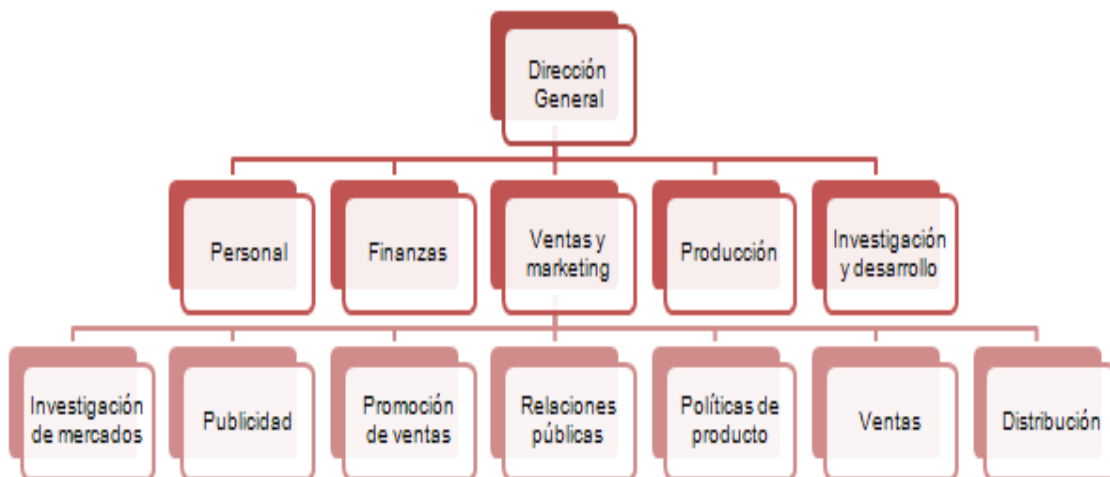 Dirección
General
Personal
Finanzas
Ventas y
marketing
Producción
Investigación
y desarrollo
Investigación
de mercados
Publicidad
Promoción
de ventas
Relaciones
públicas
Políticas de
producto
Ventas
Distribución